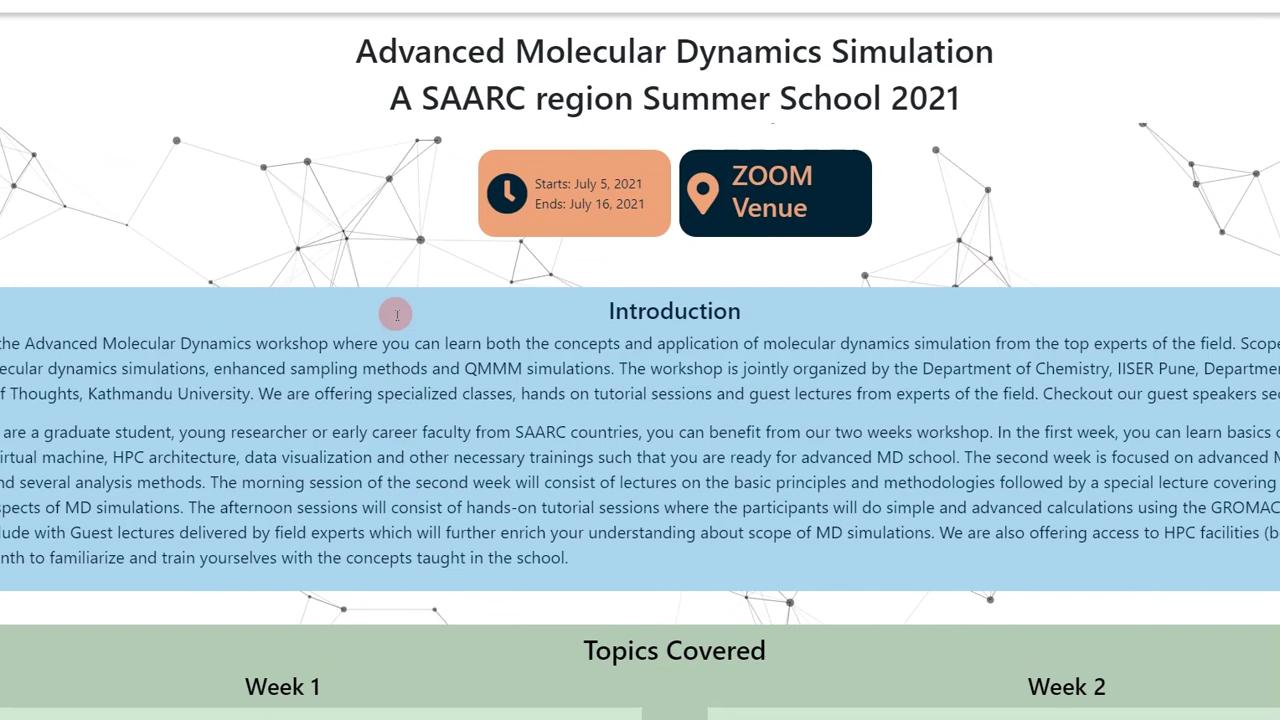 Advanced Molecular Dynamics Simulation
A SAARC region Summer School 2021
Starts: July 5, 2021
Ends: July 16, 2021
ZOOM
Venue
Introduction
the Advanced Molecular Dynamics workshop where you can learn both the concepts and application of molecular dynamics simulation from the top experts of the field. Scope
ecular dynamics simulations, enhanced sampling methods and QMMM simulations. The workshop is jointly organized by the Department of Chemistry, IISER Pune, Departme
f Thoughts, Kathmandu University. We are offering specialized classes, hands on tutorial sessions and guest lectures from experts of the field. Checkout our guest speakers sec
are a graduate student, young researcher or early career faculty from SAARC countries, you can benefit from our two weeks workshop. In the first week, you can learn basics
irtual machine, HPC architecture, data visualization and other necessary trainings such that you are ready for advanced MD school. The second week is focused on advanced
nd several analysis methods. The morning session of the second week will consist of lectures on the basic principles and methodologies followed by a special lecture covering
spects of MD simulations. The afternoon sessions will consist of hands-on tutorial sessions where the participants will do simple and advanced calculations using the GROMAC
lude with Guest lectures delivered by field experts which will further enrich your understanding about scope of MD simulations. We are also offering access to HPC facilities (b
nth to familiarize and train yourselves with the concepts taught in the school.
Topics Covered
Week 1
Week 2